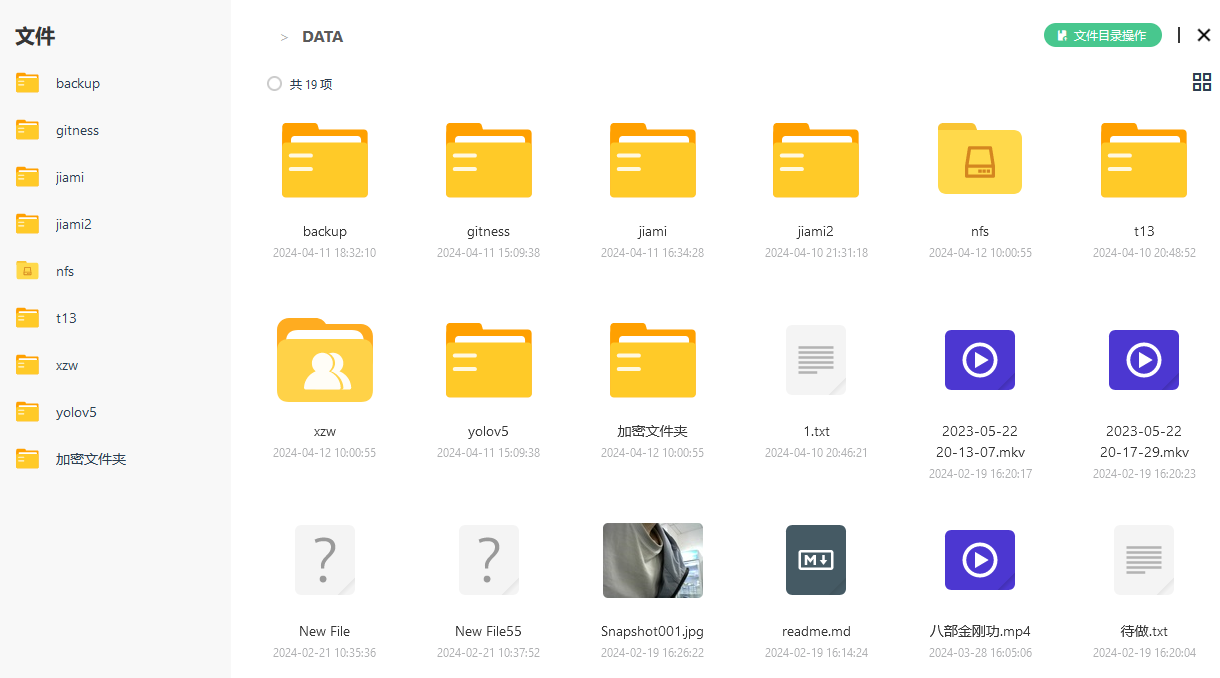 文件
backup
gitness
jiami
jiami2
nfs
t13
xzw
yolov5
加密文件夹
> DATA
文件目录操作
共 19 项
backup
2024-04-11 18:32:10
gitness
2024-04-11 15:09:38
jiami
2024-04-11 16:34:28
jiami2
2024-04-10 21:31:18
nfs
2024-04-12 10:00:55
t13
2024-04-10 20:48:52
xzw
2024-04-12 10:00:55
yolov5
2024-04-11 15:09:38
加密文件夹
2024-04-12 10:00:55
1.txt
2024-04-10 20:46:21
2023-05-22
20-13-07.mkv
2024-02-19 16:20:17
2023-05-22
20-17-29.mkv
2024-02-19 16:20:23
New File
2024-02-21 10:35:36
New File55
2024-02-21 10:37:52
Snapshot001.jpg
2024-02-19 16:26:22
M
readme.md
2024-02-19 16:14:24
八部金刚功.mp4
2024-03-28 16:05:06
待做.txt
2024-02-19 16:20:04